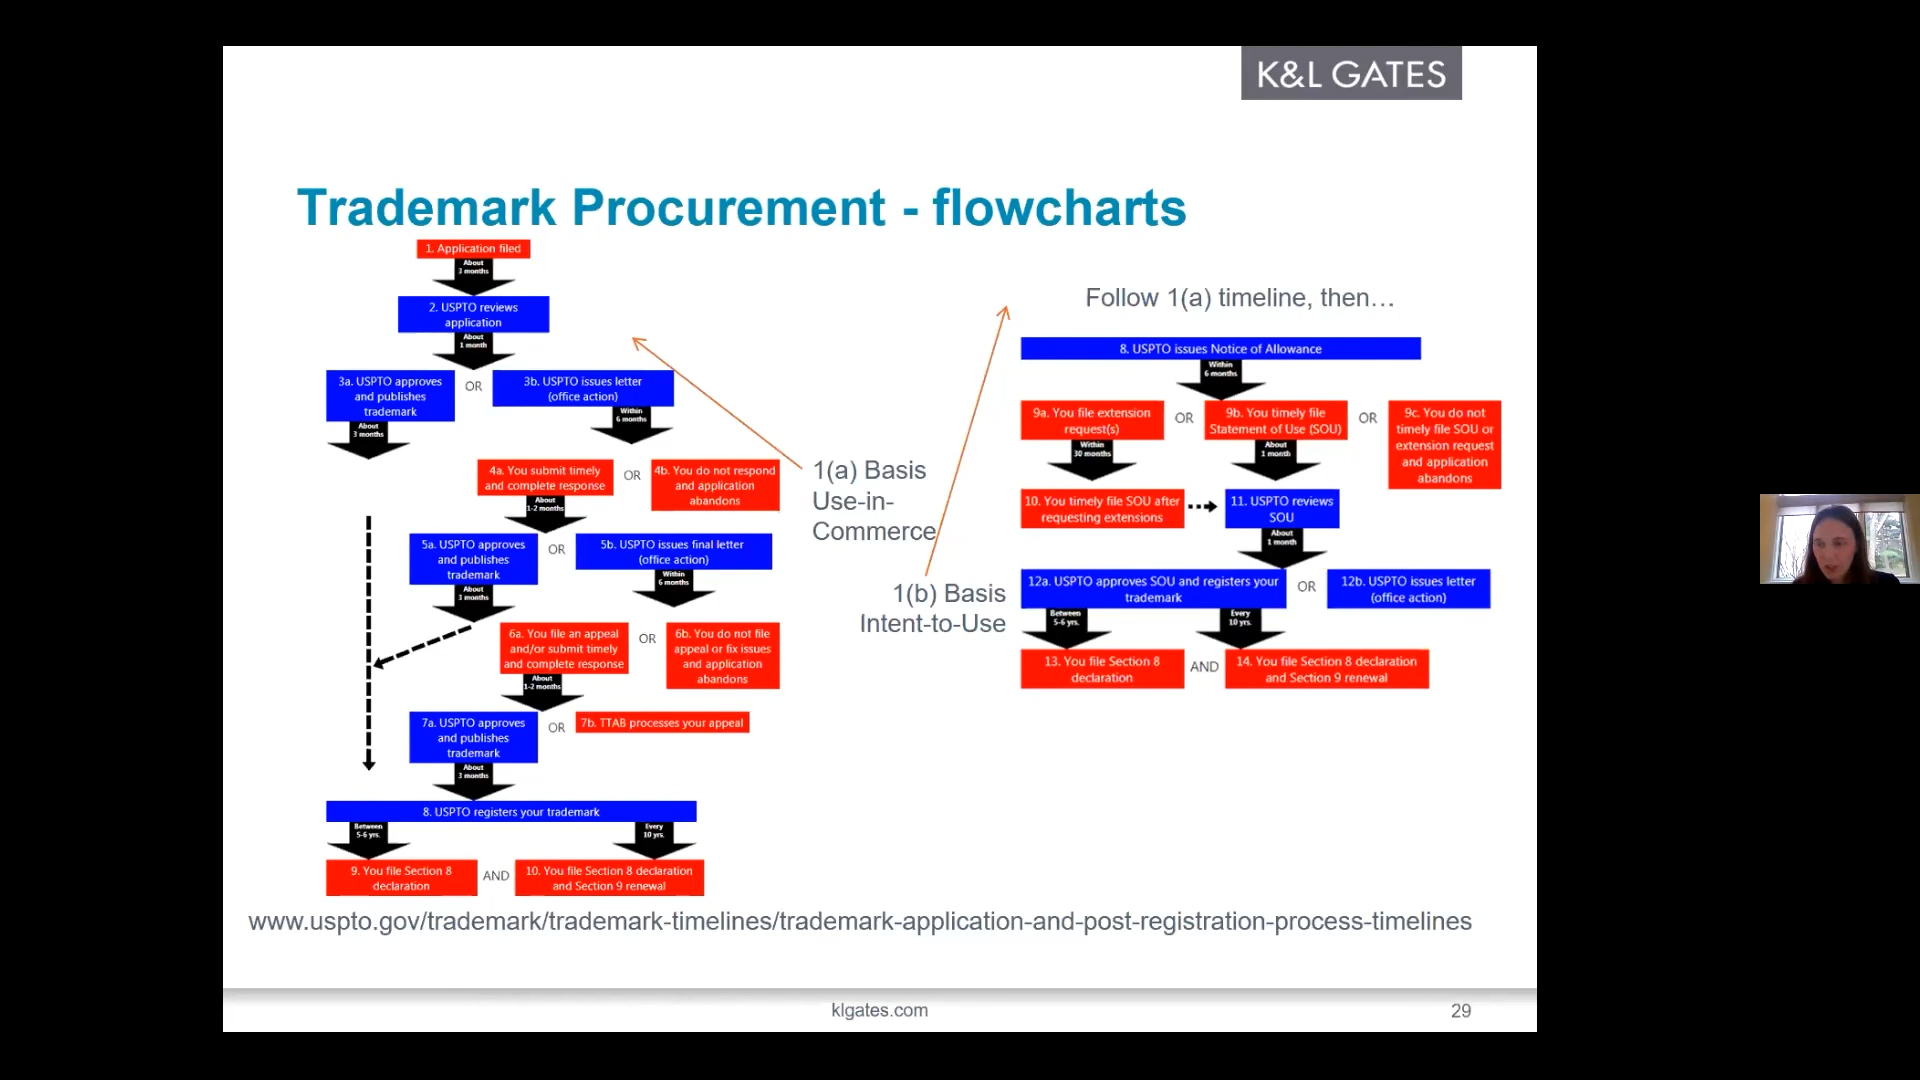 K&L GATES
Trademark Procurement - flowcharts
1. Application filed
About
3 months
2. USPTO reviews
application
About
1 month
3a. USPTO approves
and publishes
trademark
OR
3b. USPTO issues letter
(office action)
About
3 months
Within
6 months
4a. You submit timely
and complete response
OR
4b. You do not respond
and application
abandons
About
1-2 months
5a. USPTO approves
and publishes
trademark
OR
5b. USPTO issues final letter
(office action)
About
3 months
Within
6 months
6a. You file an appeal
and/or submit timely
and complete response
OR
6b. You do not file
appeal or fix issues
and application
abandons
About
1-2 months
7a. USPTO approves
and publishes
trademark
OR
7b. TTAB processes your appeal
About
3 months
8. USPTO registers your trademark
Between
5-6 yrs.
Every
10 yrs.
9. You file Section 8
declaration
AND
10. You file Section 8 declaration
and Section 9 renewal
1(a) Basis
Use-in-
Commerce
1(b) Basis
Intent-to-Use
Follow 1(a) timeline, then…
8. USPTO issues Notice of Allowance
Within
6 months
9a. You file extension
request(s)
OR
9b. You timely file
Statement of Use (SOU)
OR
9c. You do not
timely file SOU or
extension request
and application
abandons
Within
30 months
About
1 month
10. You timely file SOU after
requesting extensions
11. USPTO reviews
SOU
About
1 month
12a. USPTO approves SOU and registers your
trademark
OR
12b. USPTO issues letter
(office action)
Between
5-6 yrs.
Every
10 yrs.
13. You file Section 8
declaration
AND
14. You file Section 8 declaration
and Section 9 renewal
www.uspto.gov/trademark/trademark-timelines/trademark-application-and-post-registration-process-timelines
klgates.com
29